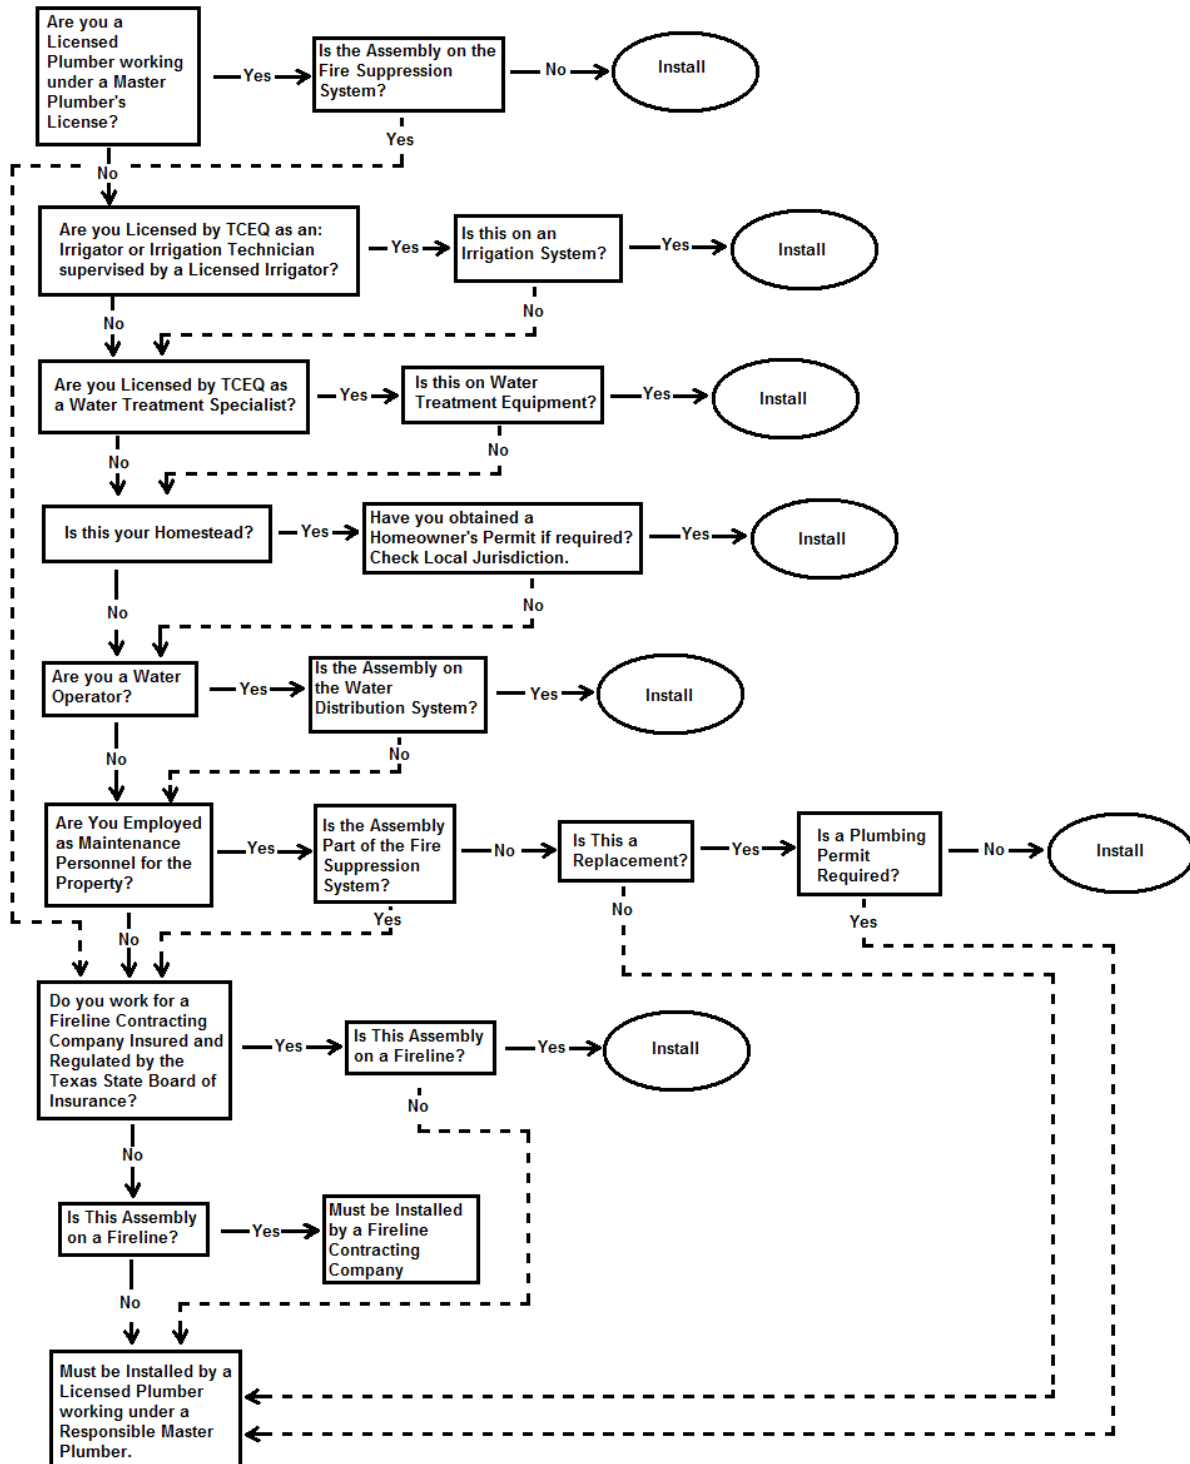 Are you a
Licensed
Plumber working
under a Master
Plumber's
License?
Yes
Is the Assembly on the
Fire Suppression
System?
No
Install
Yes
No
Are you Licensed by TCEQ as an:
Irrigator or Irrigation Technician
supervised by a Licensed Irrigator?
Yes
Is this on an
Irrigation System?
Yes
Install
No
No
Are you Licensed by TCEQ as
a Water Treatment Specialist?
Yes
Is this on Water
Treatment Equipment?
Yes
Install
No
No
Is this your Homestead?
Yes
Have you obtained a
Homeowner's Permit if required?
Check Local Jurisdiction.
Yes
Install
No
No
Are you a Water
Operator?
Yes
Is the Assembly on
the Water
Distribution System?
Yes
Install
No
No
Are You Employed
as Maintenance
Personnel for the
Property?
Yes
Is the Assembly
Part of the Fire
Suppression
System?
No
Is This a
Replacement?
Yes
Is a Plumbing
Permit
Required?
No
Install
Yes
No
Yes
No
Do you work for a
Fireline Contracting
Company Insured and
Regulated by the
Texas State Board of
Insurance?
Yes
Is This Assembly
on a Fireline?
Yes
Install
No
No
Is This Assembly
on a Fireline?
Yes
Must be Installed
by a Fireline
Contracting
Company
No
Must be Installed by a
Licensed Plumber
working under a
Responsible Master
Plumber.